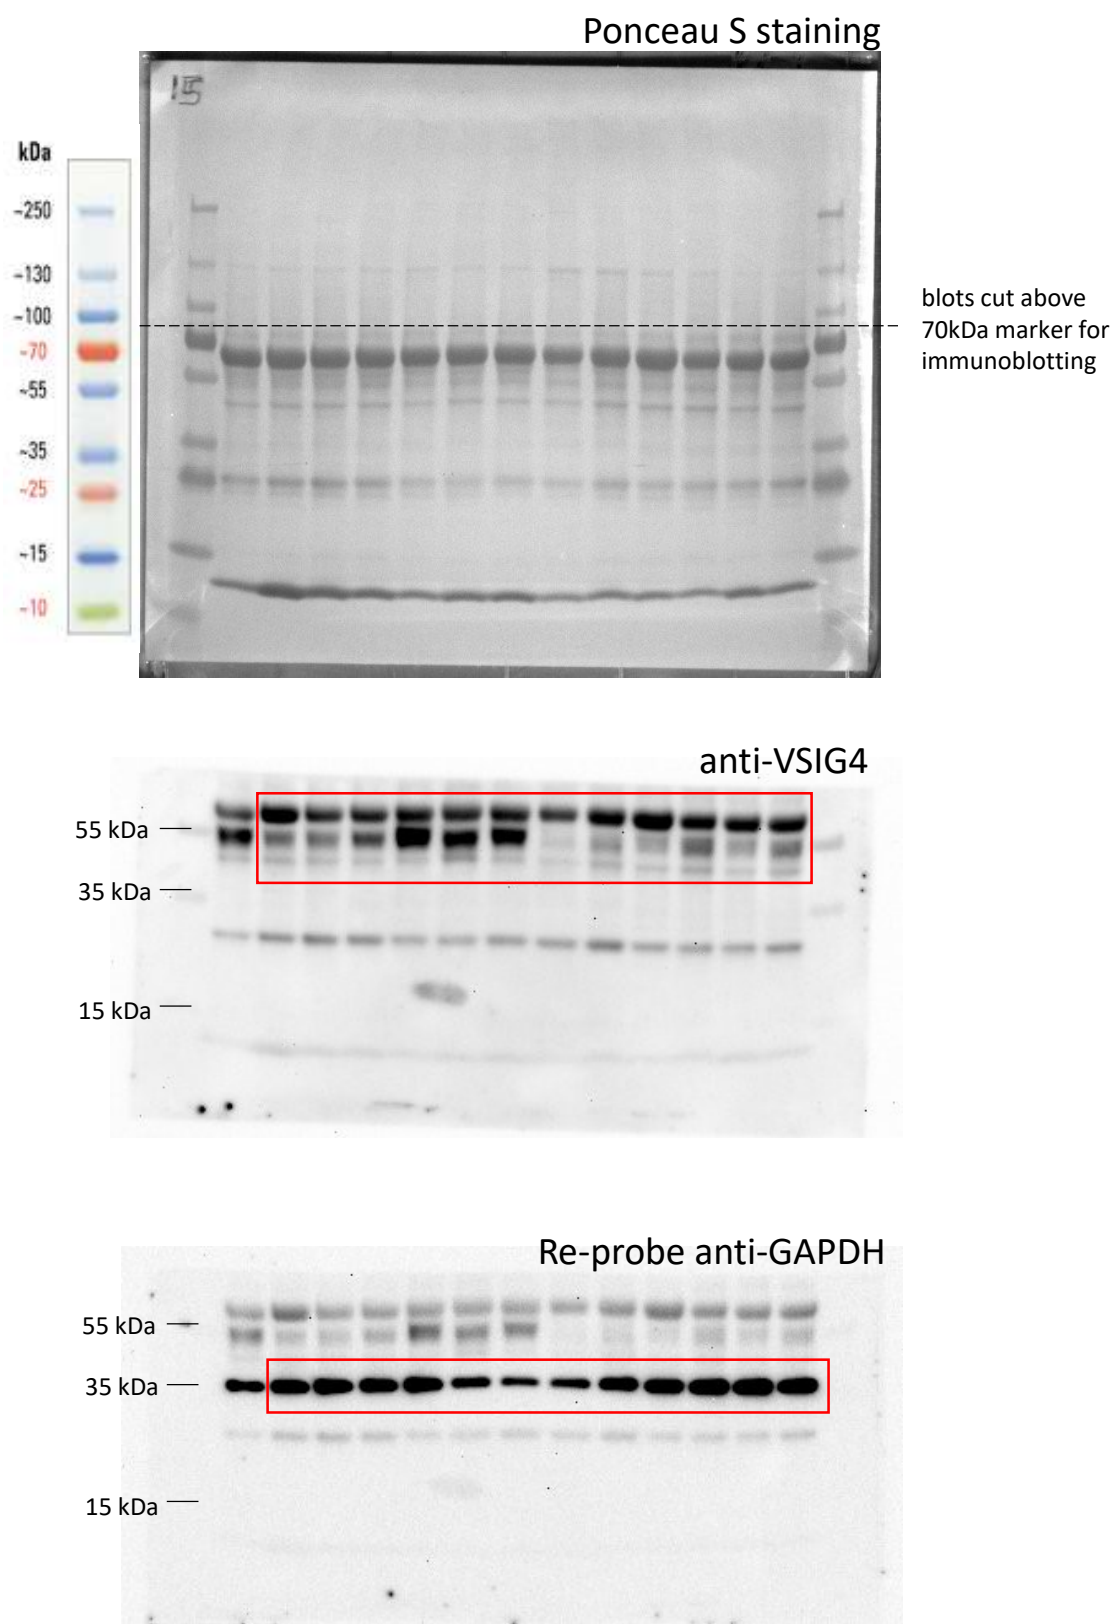 Ponceau S staining
15
kDa
~250
~130
~100
~70
~55
~35
~25
~15
~10
blots cut above
70kDa marker for
immunoblotting
anti-VSIG4
55 kDa
35 kDa
15 kDa
Re-probe anti-GAPDH
55 kDa
35 kDa
15 kDa